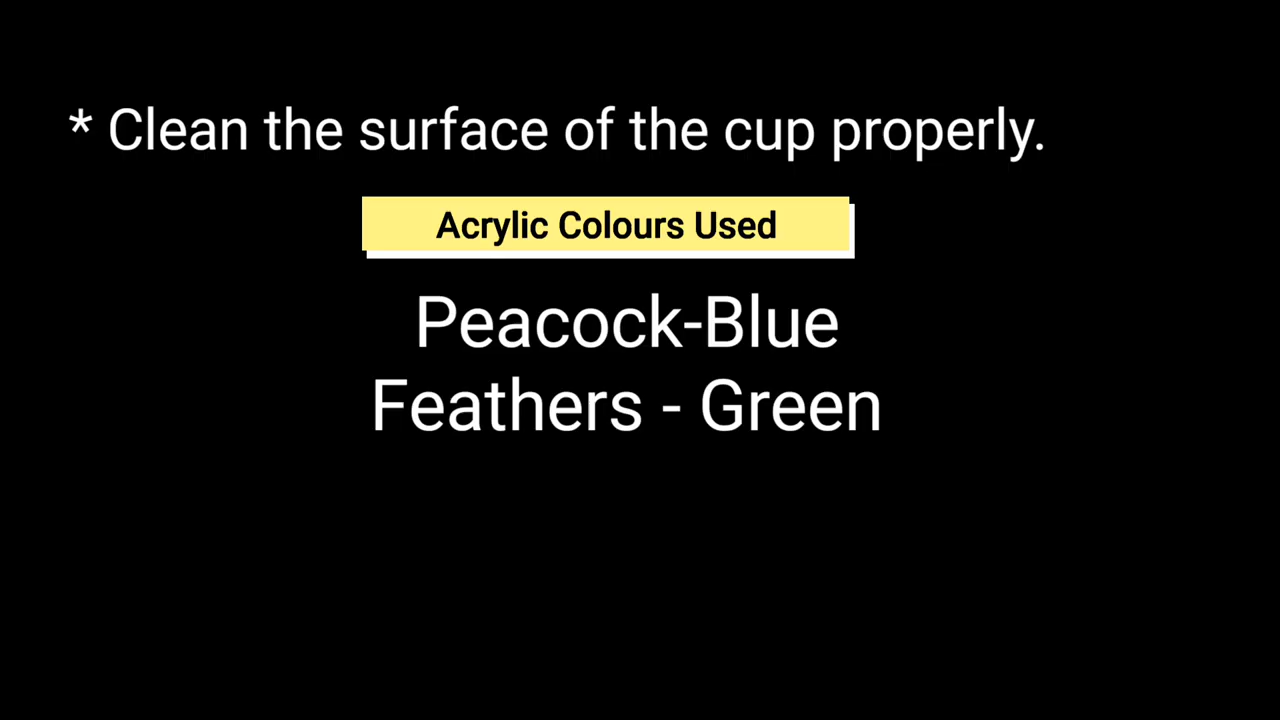 * Clean the surface of the cup properly.
Acrylic Colours Used
Peacock-Blue
Feathers - Green